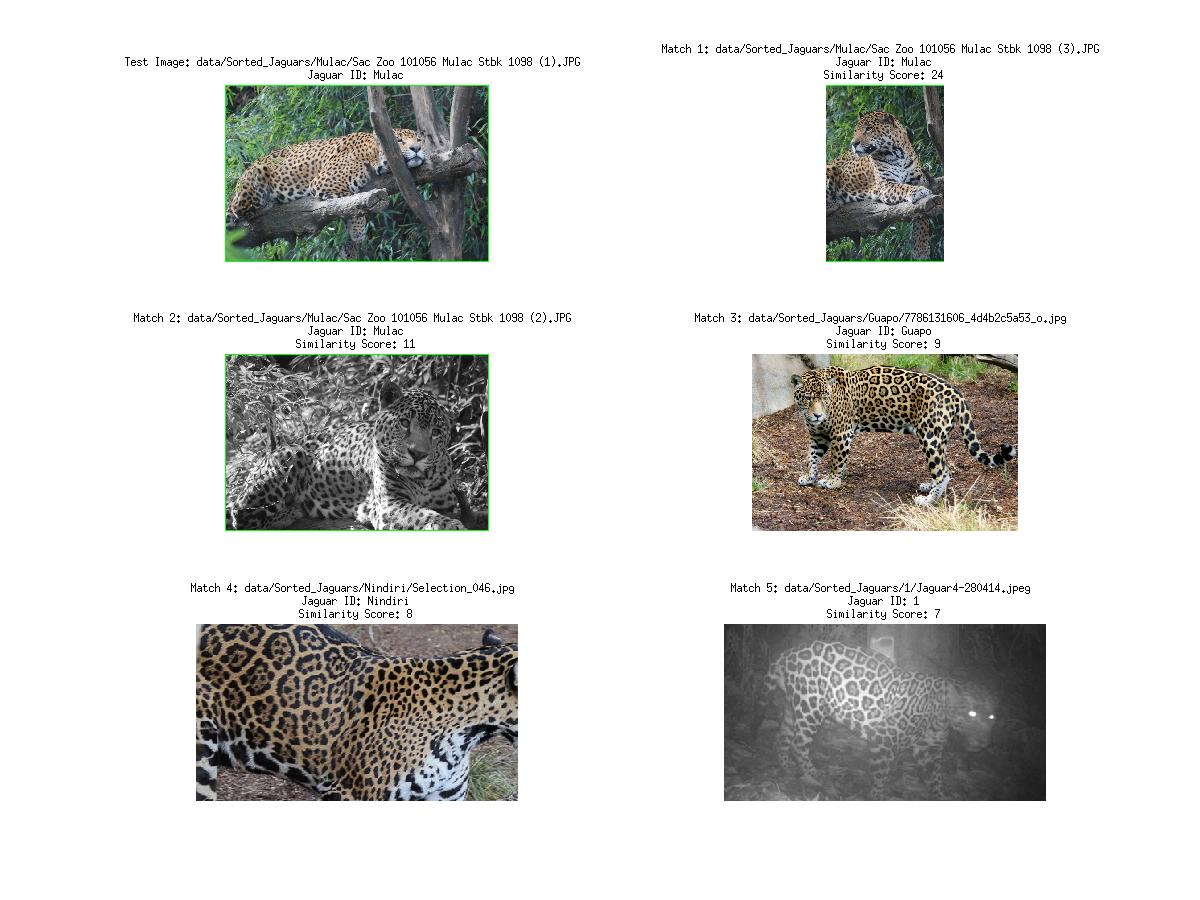 Test Image: data/Sorted_Jaguars/Mulac/Sac Zoo 101056 Mulac Stbk 1098 (1).JPG
Jaguar ID: Mulac
Match 1: data/Sorted_Jaguars/Mulac/Sac Zoo 101056 Mulac Stbk 1098 (3).JPG
Jaguar ID: Mulac
Similarity Score: 24
Match 2: data/Sorted_Jaguars/Mulac/Sac Zoo 101056 Mulac Stbk 1098 (2).JPG
Jaguar ID: Mulac
Similarity Score: 11
Match 3: data/Sorted_Jaguars/Guapo/7786131606_4d4b2c5a53_o.jpg
Jaguar ID: Guapo
Similarity Score: 9
Match 4: data/Sorted_Jaguars/Nindiri/Selection_046.jpg
Jaguar ID: Nindiri
Similarity Score: 8
Match 5: data/Sorted_Jaguars/1/Jaguar4-280414.jpeg
Jaguar ID: 1
Similarity Score: 7